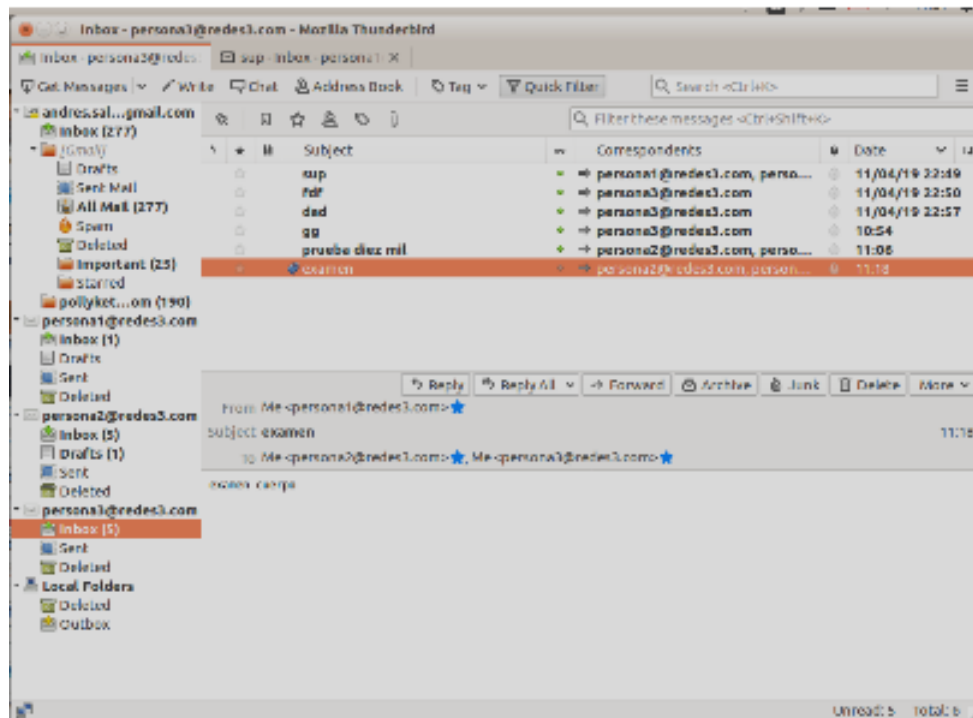 Inbox - persona3@redes3.com - Mozilla Thunderbird
Inbox - persona3@redes: sup - Inbox - persona1
Get Messages Write Chat Address Book Tag Quick Filter Search <Ctrl+K>
Filter these messages <Ctrl+Shift+K>
Subject Correspondents Date
sup persona1@redes3.com, perso... 11/04/19 22:49
fdf persona3@redes3.com 11/04/19 22:50
dad persona3@redes3.com 11/04/19 22:57
gg persona3@redes3.com 10:54
prueba diez mil persona2@redes3.com, perso... 11:06
examen persona2@redes3.com, person... 11:18
andres.sal...gmail.com
Inbox (277)
[Gmail]
Drafts
Sent Mail
All Mail (277)
Spam
Deleted
Important (25)
Starred
pollyket...om (190)
persona1@redes3.com
Inbox (1)
Drafts
Sent
Deleted
persona2@redes3.com
Inbox (5)
Drafts (1)
Sent
Deleted
persona3@redes3.com
Inbox (5)
Sent
Deleted
Local Folders
Deleted
Outbox
Reply Reply All Forward Archive Junk Delete More
From Me <persona1@redes3.com>
Subject examen 11:18
To Me <persona2@redes3.com>, Me <persona3@redes3.com>
examen cuerpo
Unread: 5 Total: 6